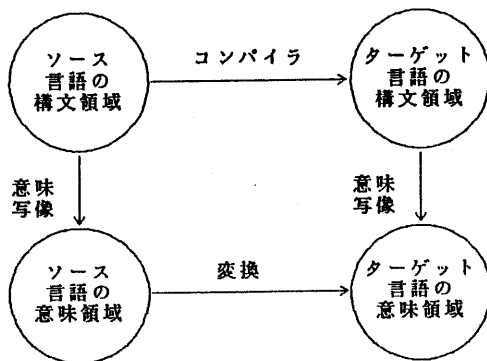 ソース
言語の
構文領域
コンパイラ
ターゲット
言語の
構文領域
意味
写像
意味
写像
ソース
言語の
意味領域
変換
ターゲット
言語の
意味領域